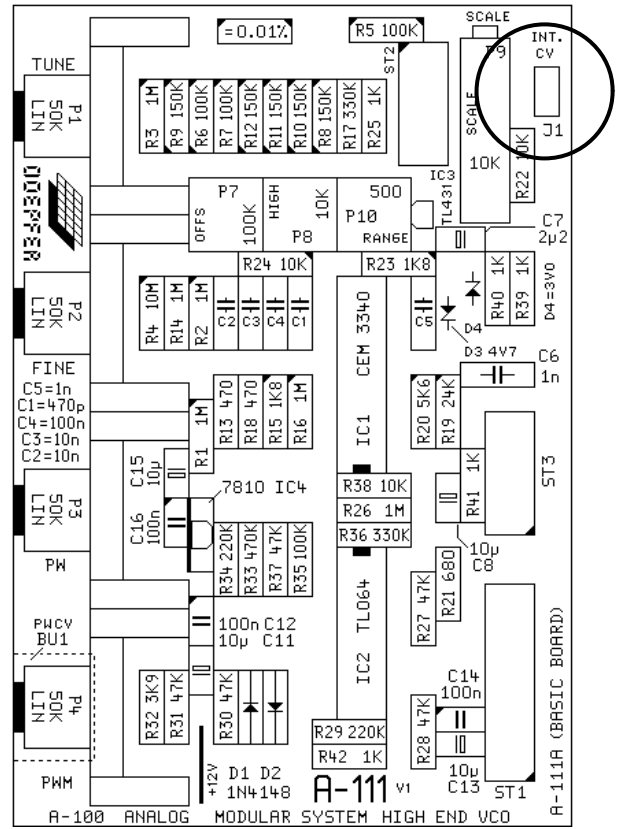 SCALE
= 0.01%
R5 100K
ST2
P9
INT.
CV
TUNE
P1
50K
LIN
R3 1M
R9 150K
R6 100K
R7 100K
R12 150K
R11 150K
R10 150K
R8 150K
R17 330K
R25 1K
SCALE
10K
J1
R22 10K
IC3
TL431
DOEPFER
OFFS
P7
100K
HIGH
10K
P8
500
P10
RANGE
C7
2µ2
R24 10K
R23 1K8
P2
50K
LIN
R4 10M
R14 1M
R2 1M
C2
C3
C4
C1
CEM 3340
IC1
C5
D4
R40 1K
R39 1K
D4=3V0
D3 4V7
C6
1n
FINE
C5=1n
C1=470p
C4=100n
C3=10n
C2=10n
R1 1M
R13 470
R18 470
R15 1K8
R16 1M
R20 5K6
R19 24K
ST3
C15
10µ
R41 1K
P3
50K
LIN
7810 IC4
R38 10K
R26 1M
R36 330K
C16
100n
R34 220K
R33 470K
R37 47K
R35 100K
10µ
C8
PW
PWCV
BU1
100n C12
10µ C11
IC2 TL064
R27 47K
R21 680
P4
50K
LIN
R32 3K9
R31 47K
R30 47K
C14
100n
R28 47K
R29 220K
R42 1K
10µ
C13
ST1
PWM
+12V
D1 D2
1N4148
A-111 V1
A-111A (BASIC BOARD)
A-100 ANALOG MODULAR SYSTEM HIGH END VCO